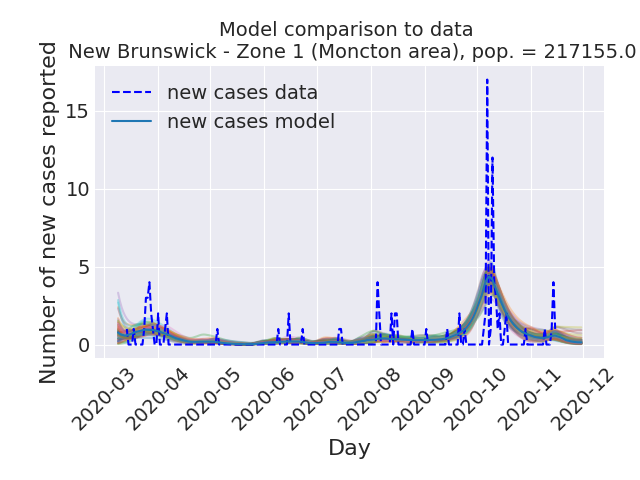 Model comparison to data
New Brunswick - Zone 1 (Moncton area), pop. = 217155.0
Number of new cases reported
new cases data
new cases model
15
10
5
0
2020-03
2020-04
2020-05
2020-06
2020-07
2020-08
2020-09
2020-10
2020-11
2020-12
Day